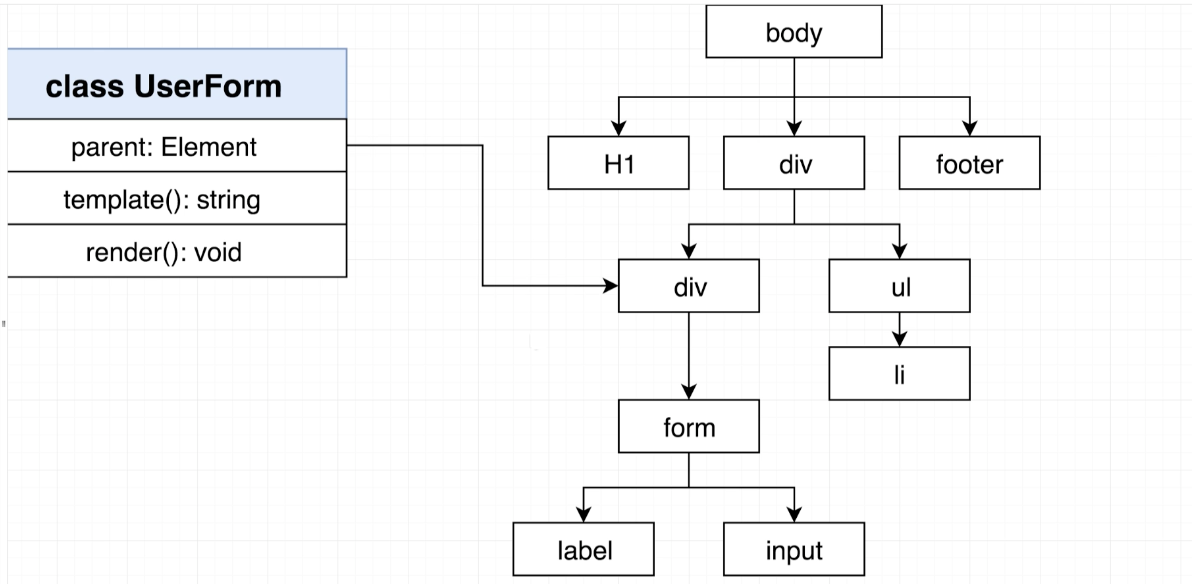 body
class UserForm
parent: Element
template(): string
render(): void
H1
div
footer
div
ul
li
form
label
input